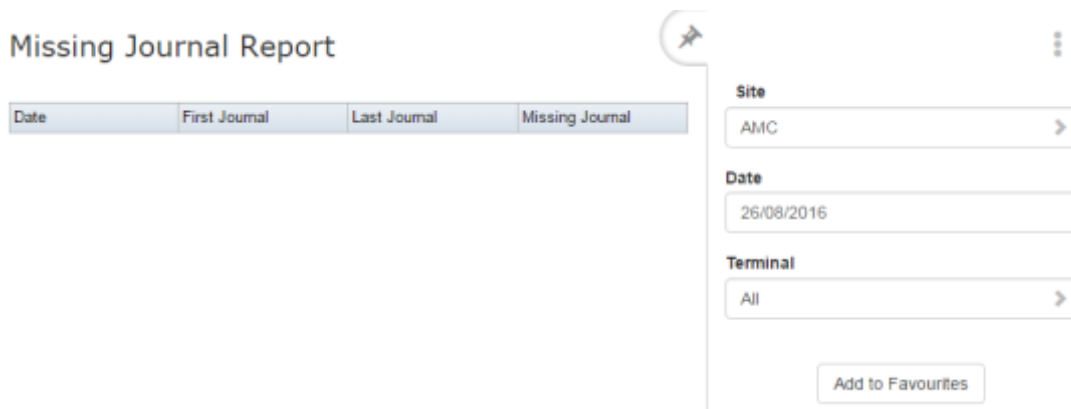 Missing Journal Report
Date First Journal Last Journal Missing Journal
Site
AMC
Date
26/08/2016
Terminal
All
Add to Favourites